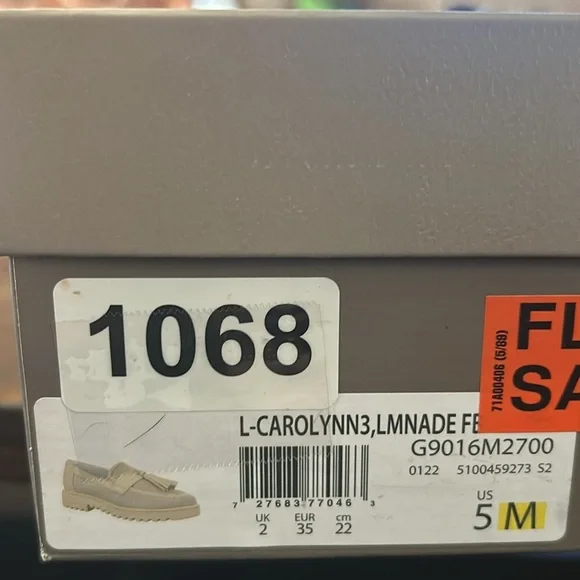 1068
FL
SA
71A00406 (5/89)
L-CAROLYNN3,LMNADE FE
G9016M2700
0122 5100459273 S2
7 27683 77046 3
UK EUR cm
2 35 22
US
5 M